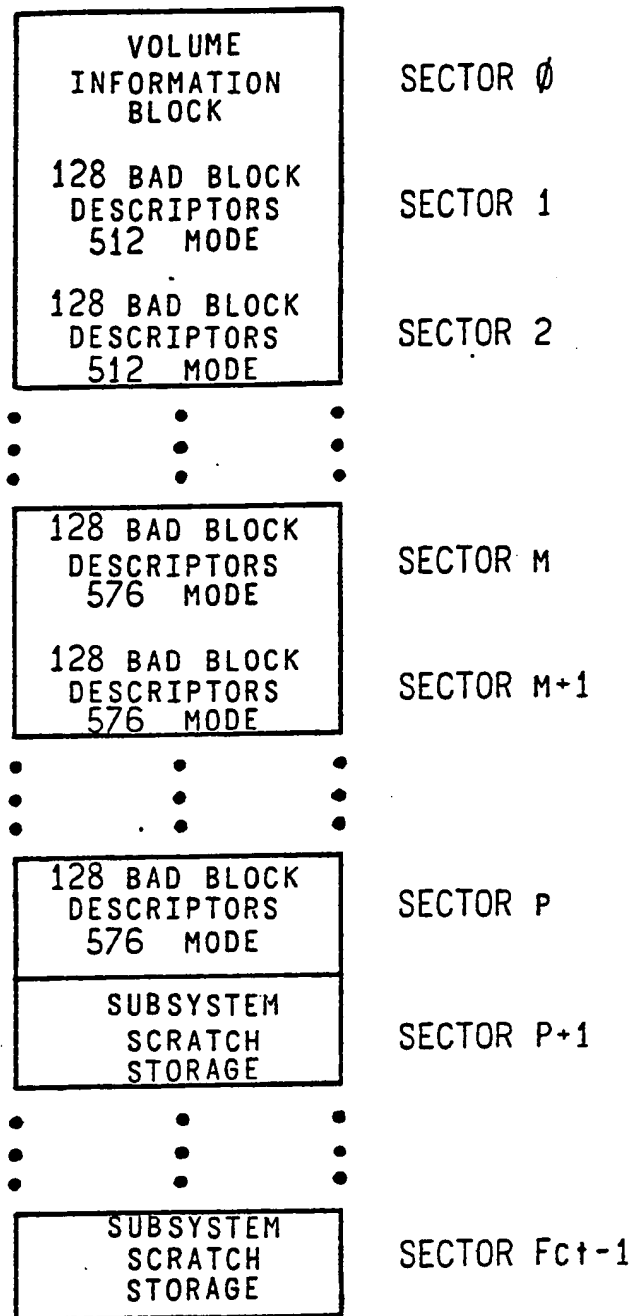 VOLUME
INFORMATION
BLOCK
SECTOR Ø
128 BAD BLOCK
DESCRIPTORS
512 MODE
SECTOR 1
128 BAD BLOCK
DESCRIPTORS
512 MODE
SECTOR 2
128 BAD BLOCK
DESCRIPTORS
576 MODE
SECTOR M
128 BAD BLOCK
DESCRIPTORS
576 MODE
SECTOR M+1
128 BAD BLOCK
DESCRIPTORS
576 MODE
SECTOR P
SUBSYSTEM
SCRATCH
STORAGE
SECTOR P+1
SUBSYSTEM
SCRATCH
STORAGE
SECTOR Fct-1